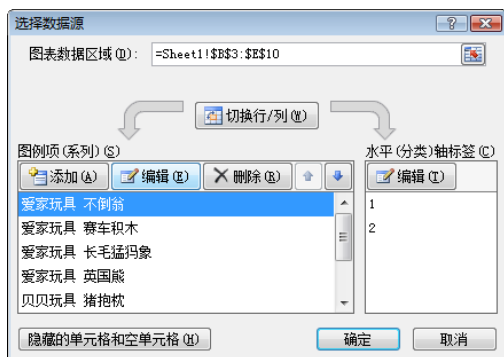 选择数据源
图表数据区域(D): =Sheet1!$B$3:$E$10
切换行/列(W)
图例项(系列)(S)
水平(分类)轴标签(C)
添加(A) 编辑(E) 删除(R)
编辑(T)
爱家玩具 不倒翁
爱家玩具 赛车积木
爱家玩具 长毛猛犸象
爱家玩具 英国熊
贝贝玩具 猪抱枕
1
2
隐藏的单元格和空单元格(H)
确定 取消